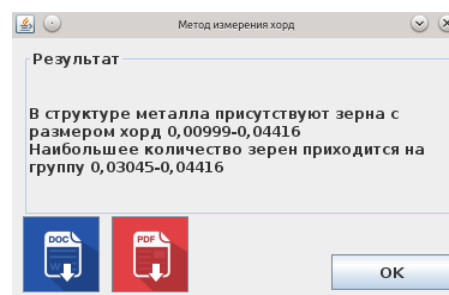 Метод измерения хорд
Результат
В структуре металла присутствуют зерна с
размером хорд 0,00999-0,04416
Наибольшее количество зерен приходится на
группу 0,03045-0,04416
DOC
PDF
OK